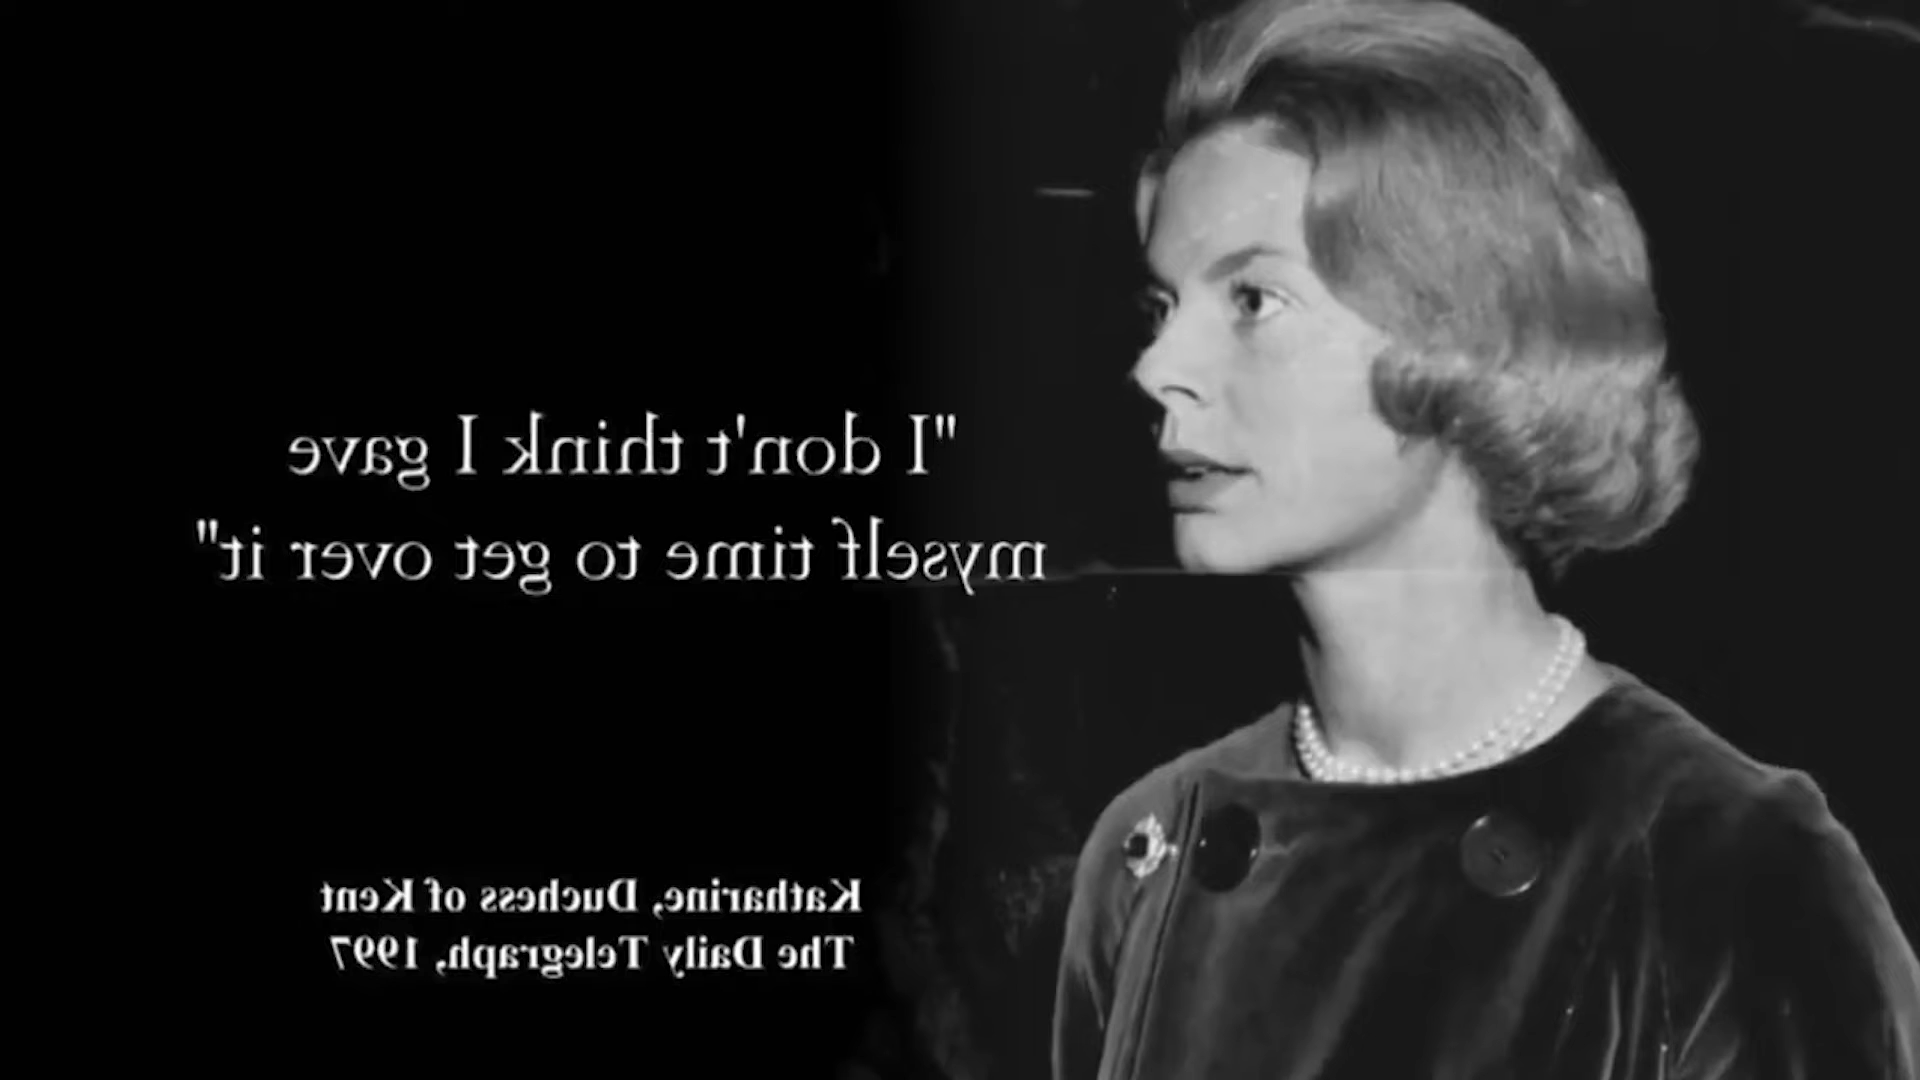 "I don't think I gave
myself time to get over it"
Katharine, Duchess of Kent
The Daily Telegraph, 1997